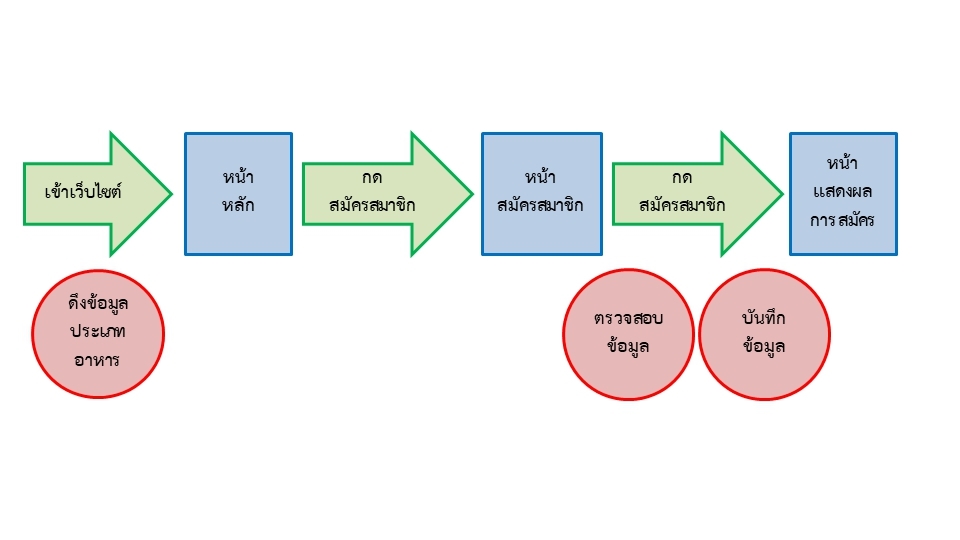 เข้าเว็บไซต์
หน้า
หลัก
กด
สมัครสมาชิก
หน้า
สมัครสมาชิก
กด
สมัครสมาชิก
หน้า
แสดงผล
การสมัคร
ดึงข้อมูล
ประเภท
อาหาร
ตรวจสอบ
ข้อมูล
บันทึก
ข้อมูล